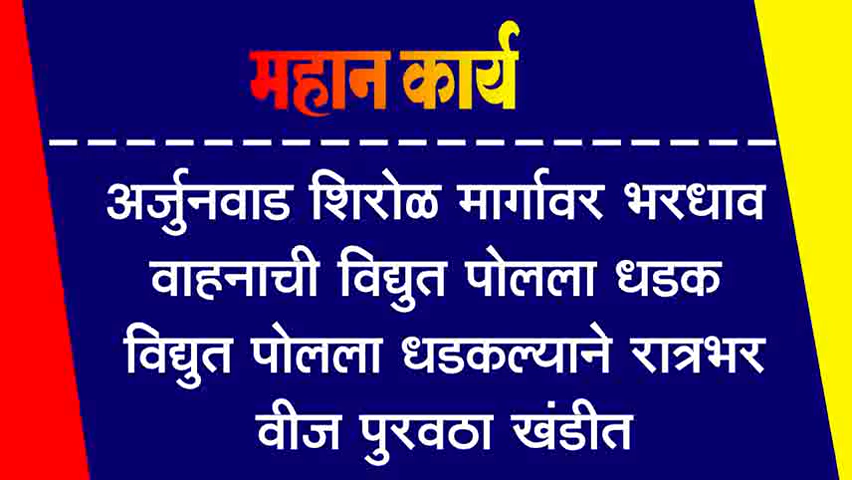 महान कार्य
अर्जुनवाड शिरोळ मार्गावर भरधाव
वाहनाची विद्युत पोलला धडक
विद्युत पोलला धडकल्याने रात्रभर
वीज पुरवठा खंडीत